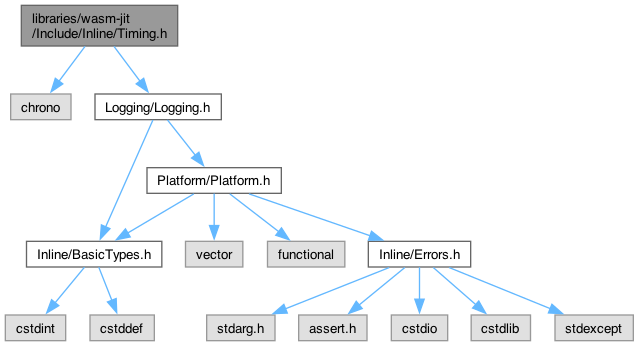 libraries/wasm-jit
/Include/Inline/Timing.h
chrono
Logging/Logging.h
Platform/Platform.h
Inline/BasicTypes.h
vector
functional
Inline/Errors.h
cstdint
cstddef
stdarg.h
assert.h
cstdio
cstdlib
stdexcept